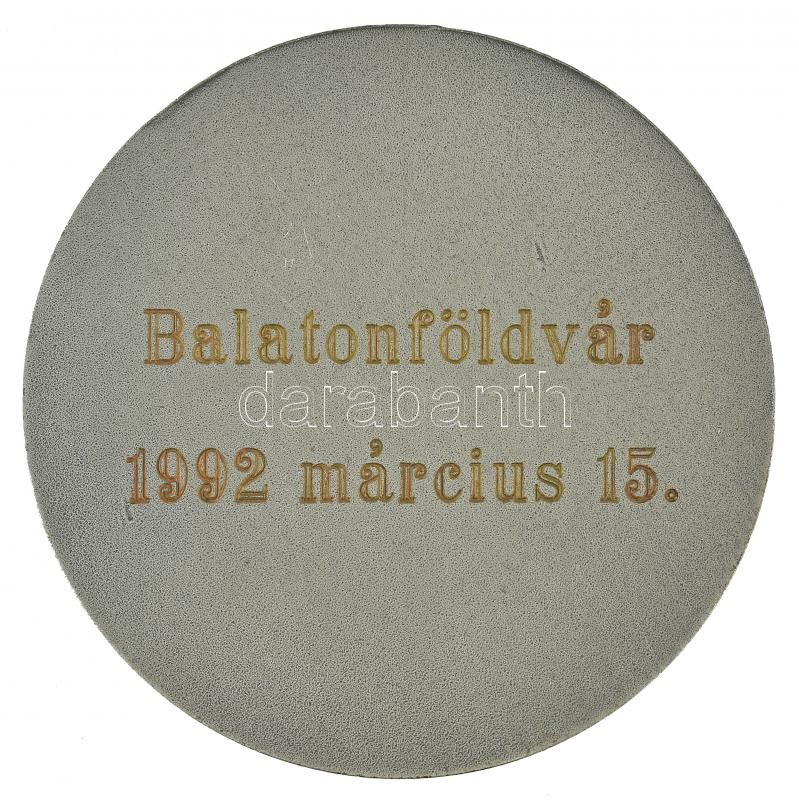 Balatonföldvár
darabanth
1992 március 15.